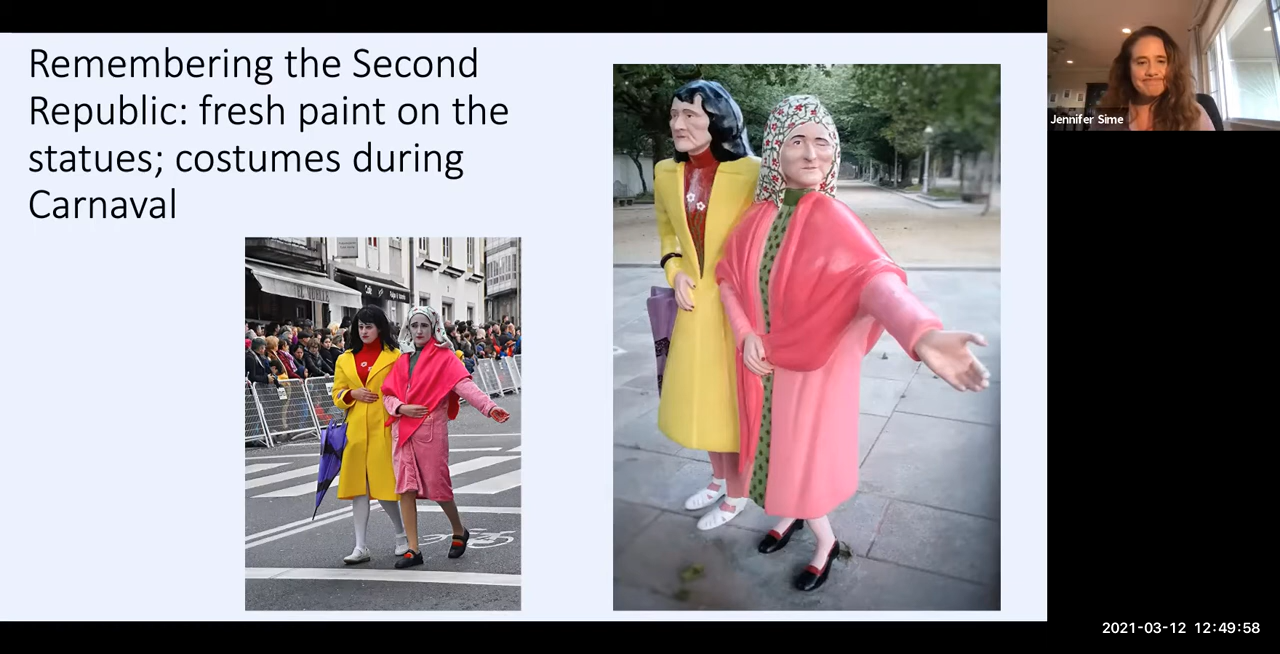 Remembering the Second
Republic: fresh paint on the
statues; costumes during
Carnaval
Jennifer Sime
2021-03-12 12:49:58